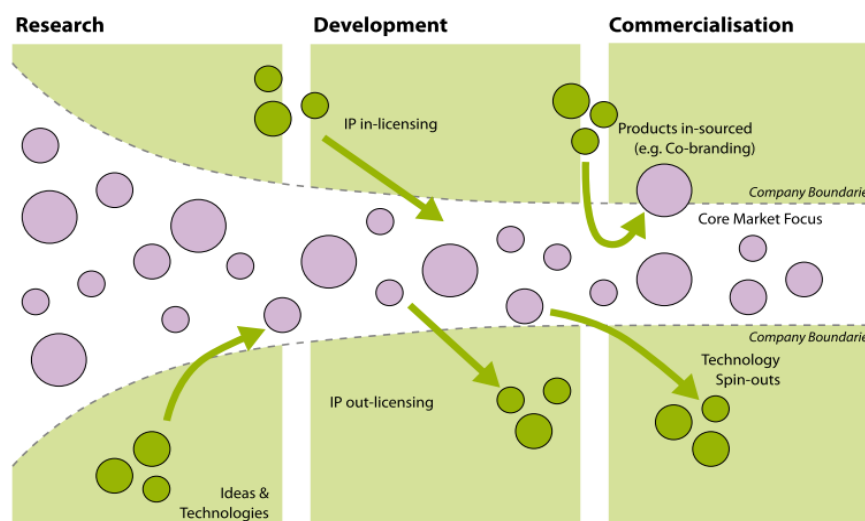 Research
Development
Commercialisation
IP in-licensing
Products in-sourced
(e.g. Co-branding)
Company Boundarie
Core Market Focus
Company Boundarie
Technology
Spin-outs
IP out-licensing
Ideas &
Technologies